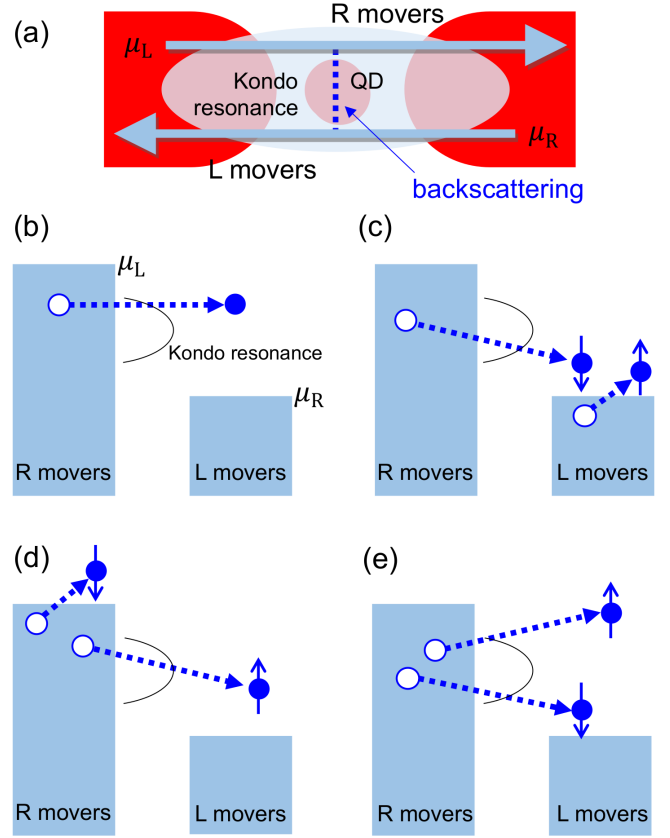 (a)
R movers
μL
Kondo
resonance
QD
μR
L movers
backscattering
(b)
μL
Kondo resonance
μR
R movers
L movers
(c)
R movers
L movers
(d)
R movers
L movers
(e)
R movers
L movers